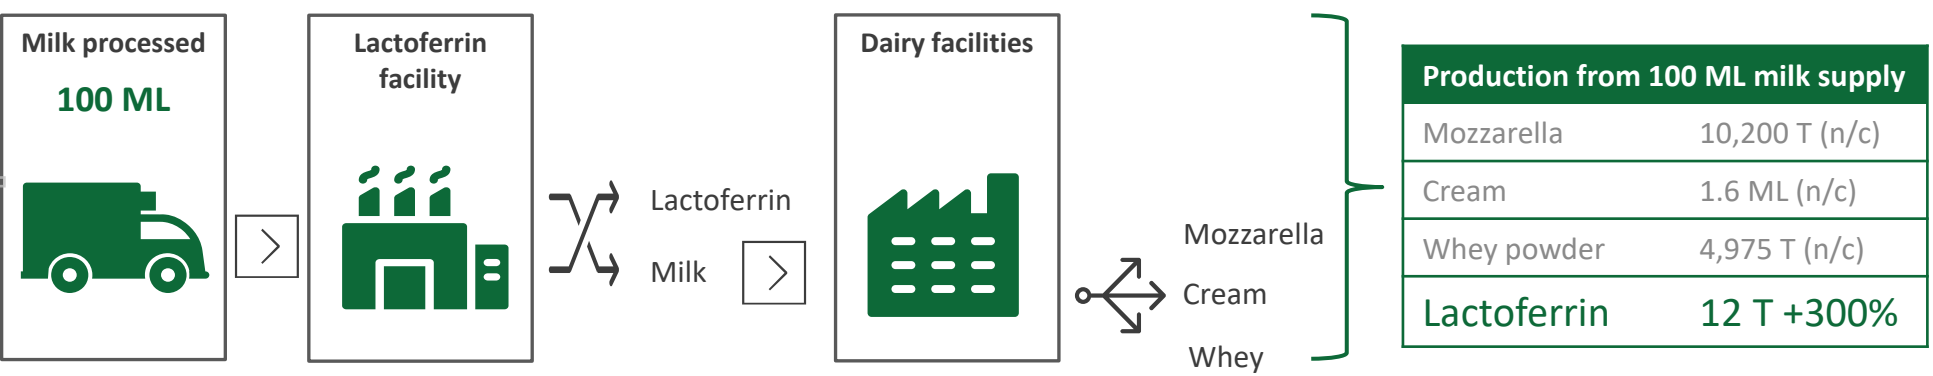 Milk processed
100 ML
Lactoferrin
facility
Lactoferrin
Milk
Dairy facilities
Mozzarella
Cream
Whey
Production from 100 ML milk supply
Mozzarella 10,200 T (n/c)
Cream 1.6 ML (n/c)
Whey powder 4,975 T (n/c)
Lactoferrin 12 T +300%